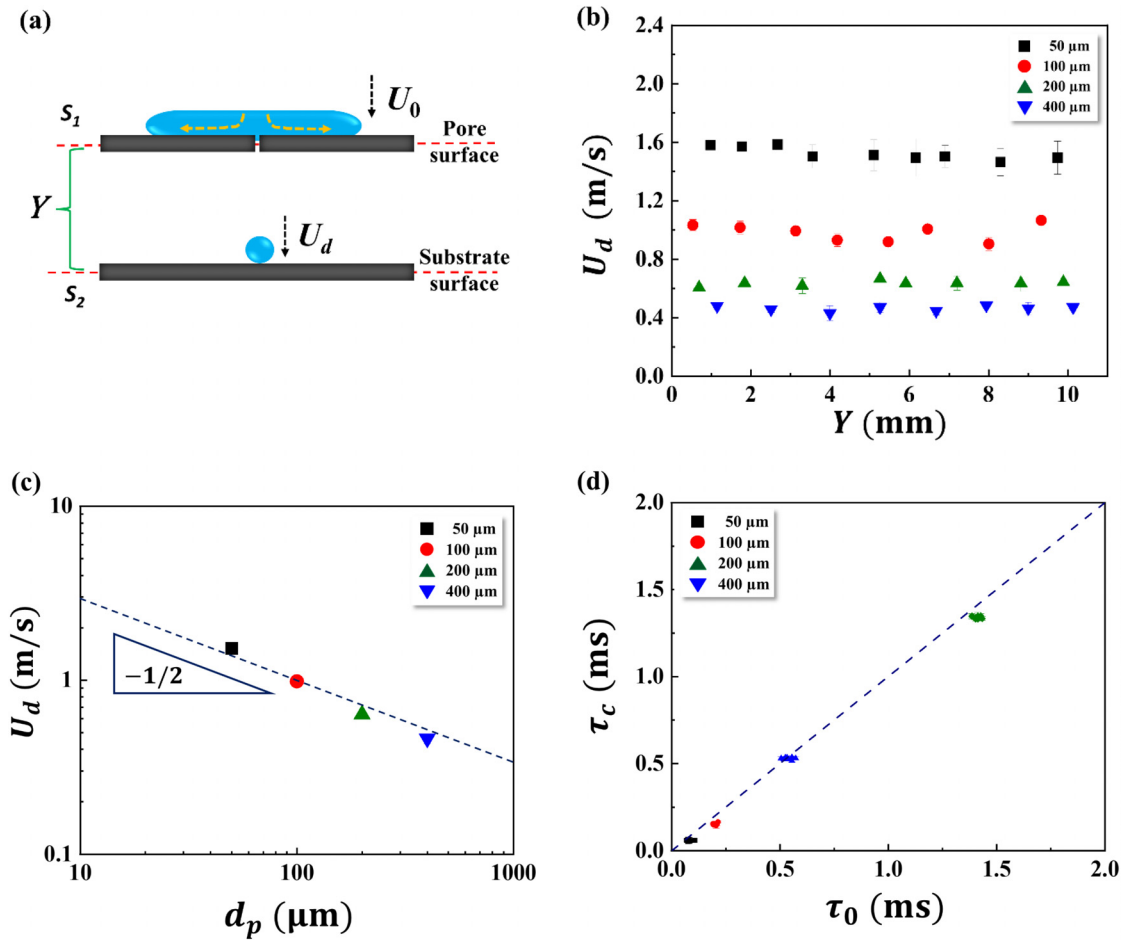 (a)
S1
U0
Pore
surface
Y
Ud
Substrate
surface
S2
(b)
2.4
2.0
1.6
1.2
0.8
0.4
0.0
Ud (m/s)
50 µm
100 µm
200 µm
400 µm
0 2 4 6 8 10
Y (mm)
(c)
10
1
0.1
Ud (m/s)
50 µm
100 µm
200 µm
400 µm
−1/2
10 100 1000
dp (µm)
(d)
2.0
1.5
1.0
0.5
0.0
τc (ms)
50 µm
100 µm
200 µm
400 µm
0.0 0.5 1.0 1.5 2.0
τ0 (ms)